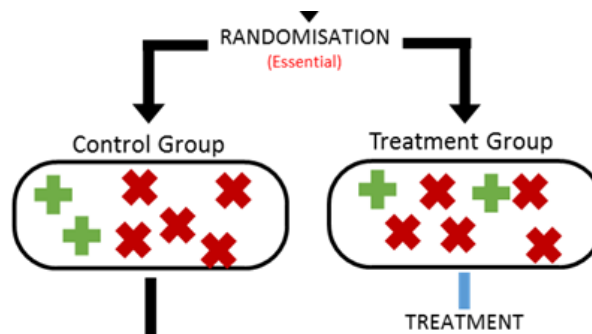 RANDOMISATION
(Essential)
Control Group
Treatment Group
TREATMENT